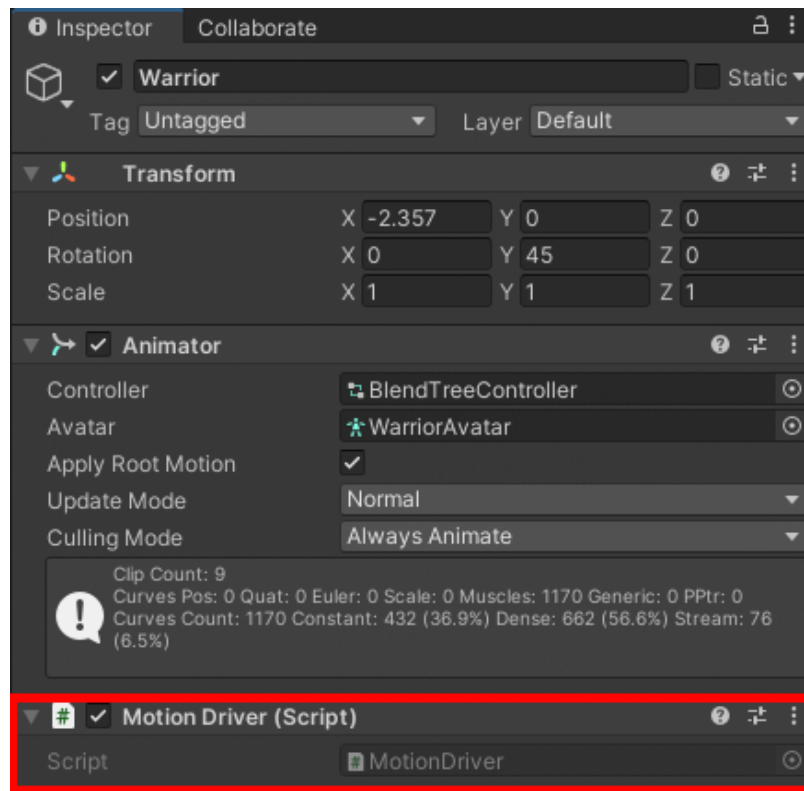 Inspector Collaborate
Warrior Static
Tag Untagged Layer Default
Transform
Position X -2.357 Y 0 Z 0
Rotation X 0 Y 45 Z 0
Scale X 1 Y 1 Z 1
Animator
Controller BlendTreeController
Avatar WarriorAvatar
Apply Root Motion
Update Mode Normal
Culling Mode Always Animate
Clip Count: 9
Curves Pos: 0 Quat: 0 Euler: 0 Scale: 0 Muscles: 1170 Generic: 0 PPtr: 0
Curves Count: 1170 Constant: 432 (36.9%) Dense: 662 (56.6%) Stream: 76
(6.5%)
# Motion Driver (Script)
Script # MotionDriver